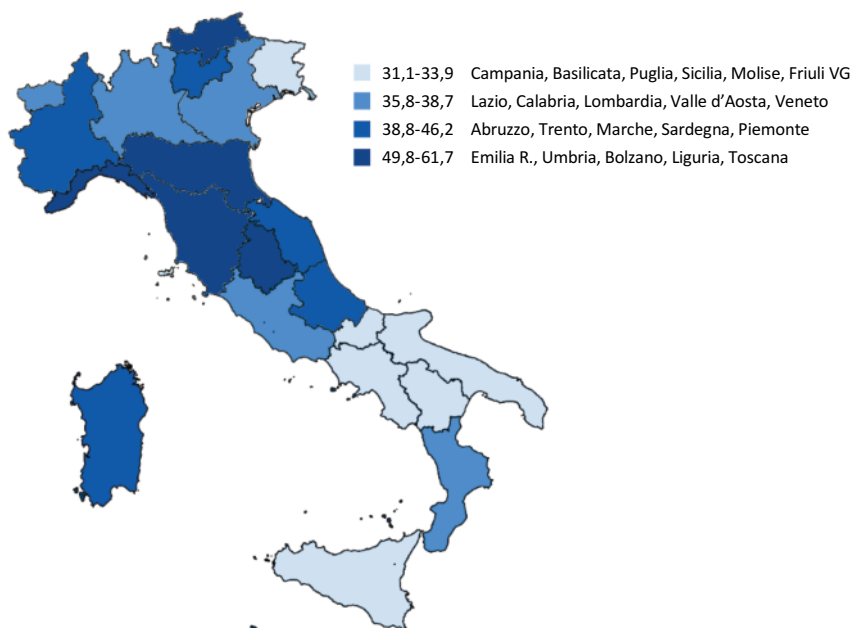 31,1-33,9 Campania, Basilicata, Puglia, Sicilia, Molise, Friuli VG
35,8-38,7 Lazio, Calabria, Lombardia, Valle d’Aosta, Veneto
38,8-46,2 Abruzzo, Trento, Marche, Sardegna, Piemonte
49,8-61,7 Emilia R., Umbria, Bolzano, Liguria, Toscana